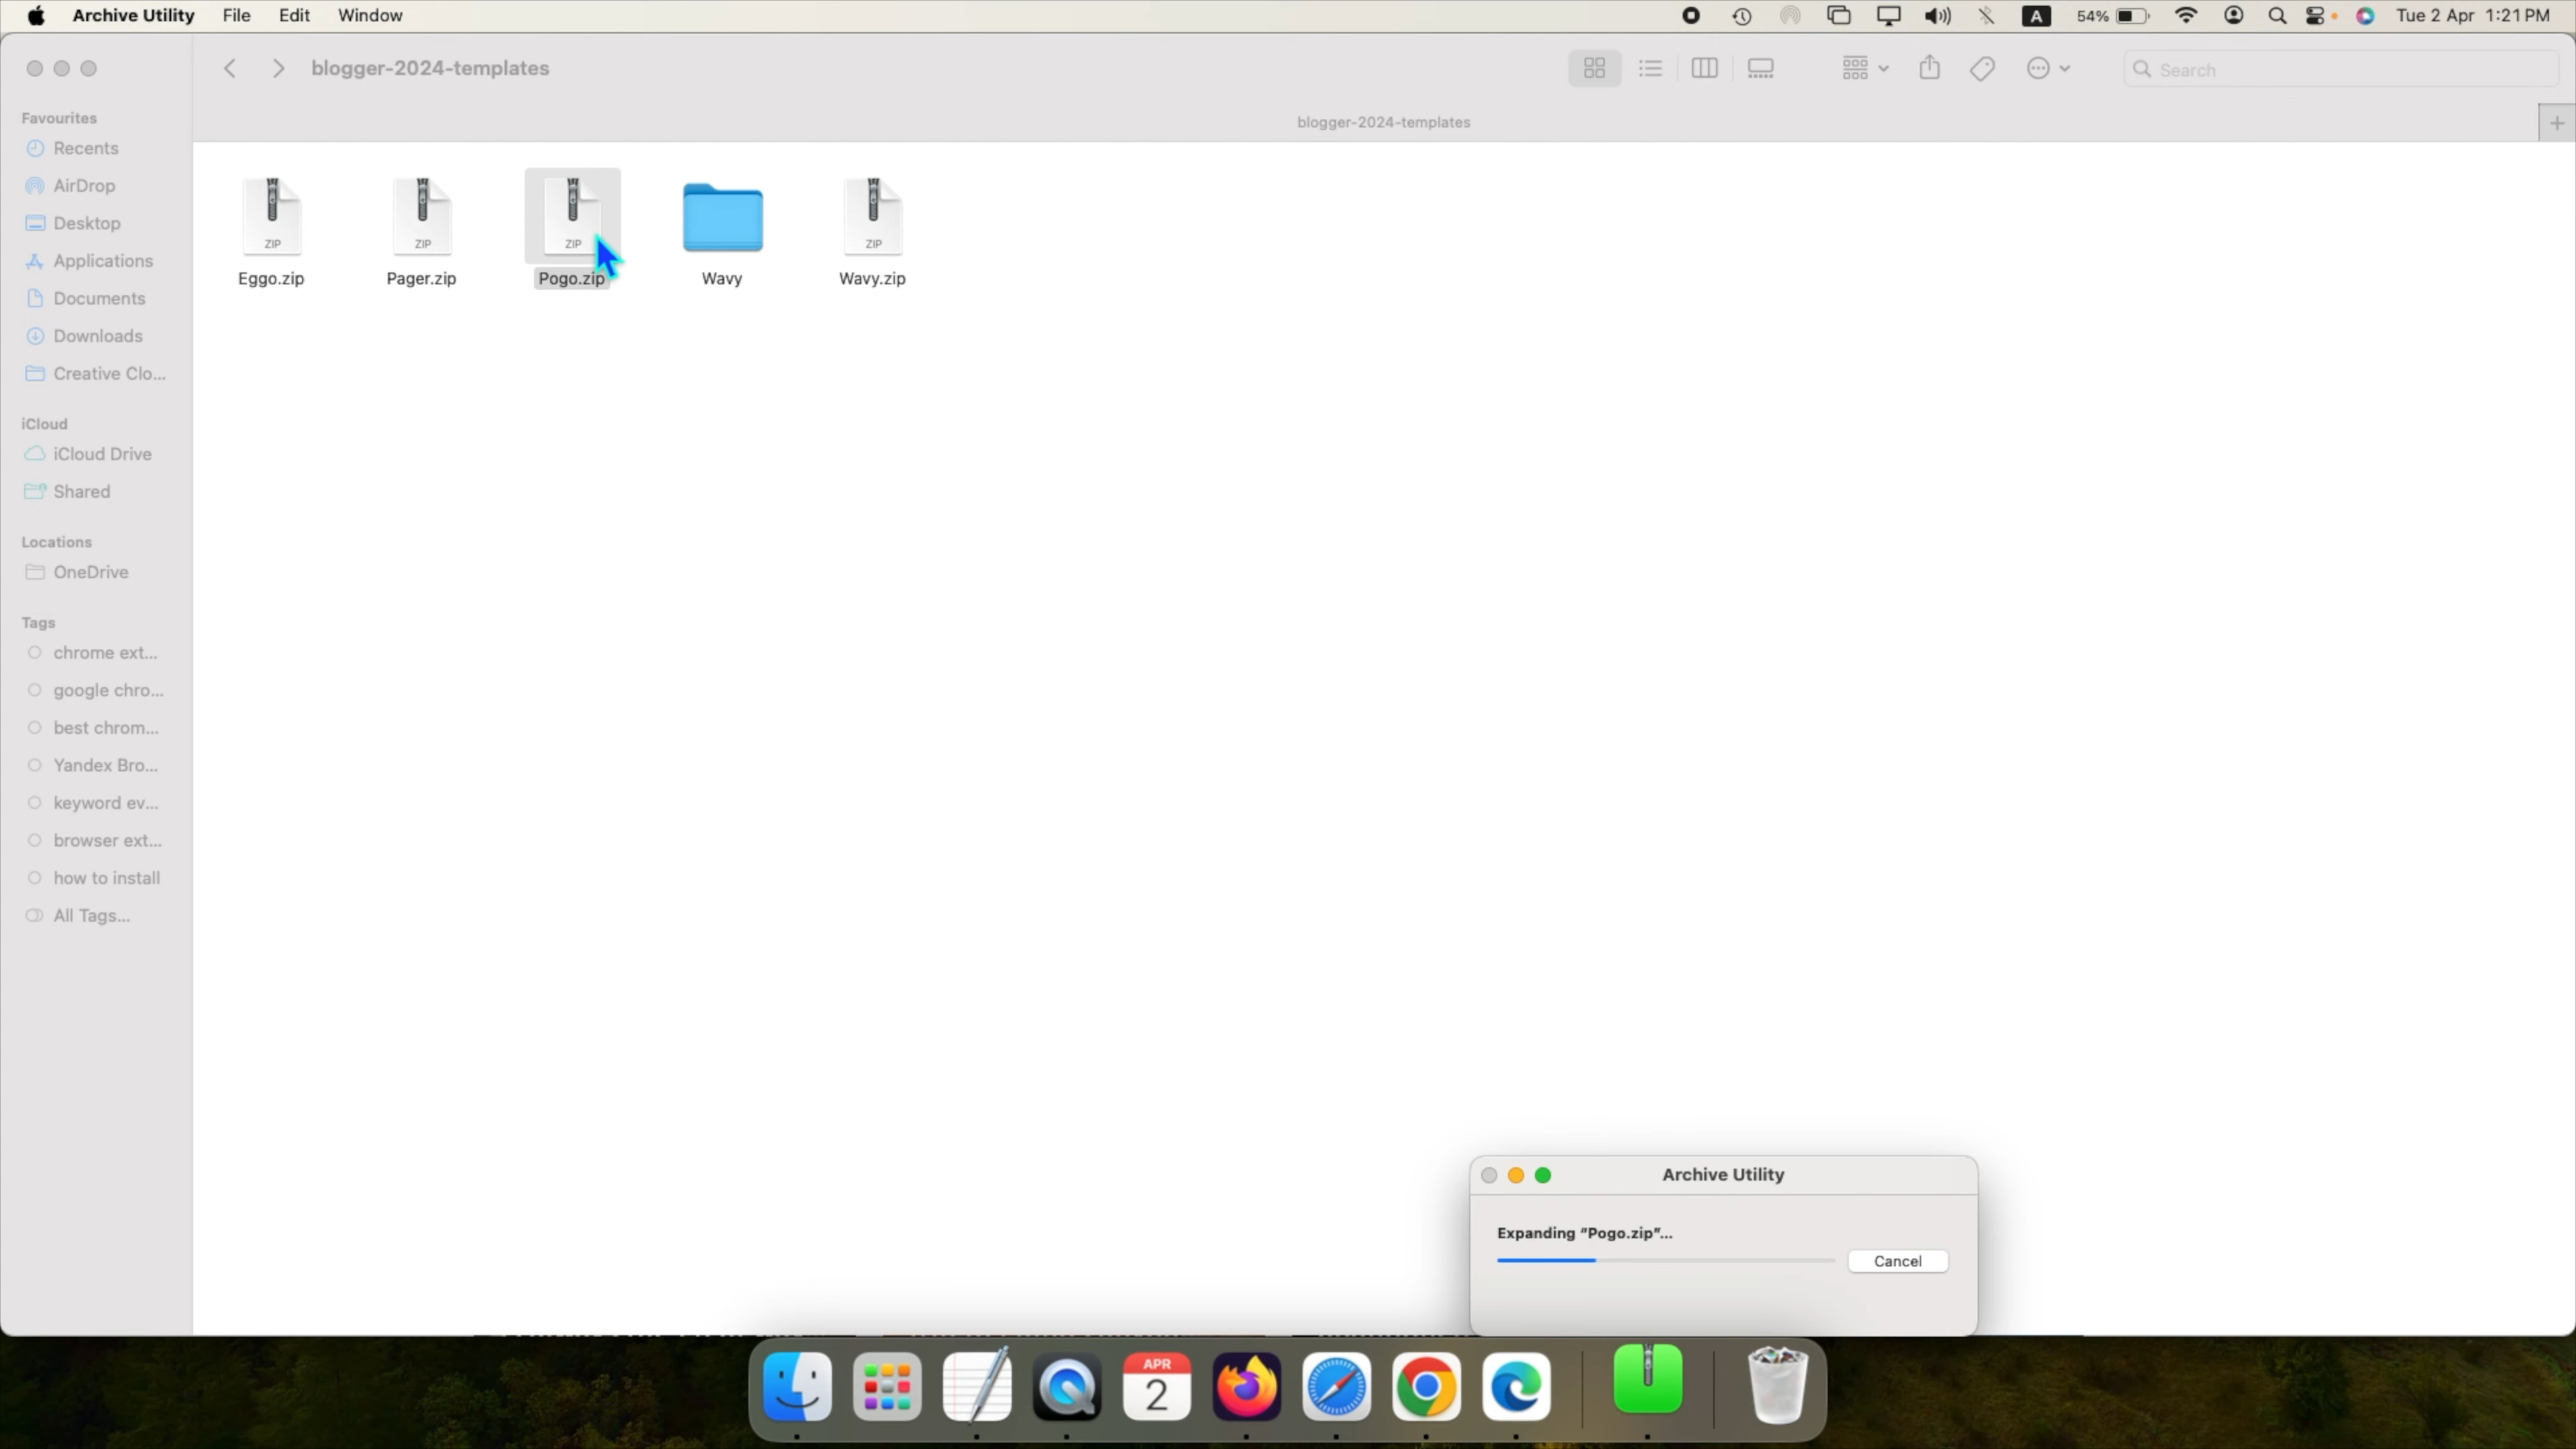 Archive Utility File Edit Window A 54% Tue 2 Apr 1:21 PM
blogger-2024-templates Search
blogger-2024-templates
Favourites
Recents
AirDrop
Desktop
Applications
Documents
Downloads
Creative Clo...
iCloud
iCloud Drive
Shared
Locations
OneDrive
Tags
chrome ext...
google chro...
best chrom...
Yandex Bro...
keyword ev...
browser ext...
how to install
All Tags...
ZIP ZIP ZIP ZIP
Eggo.zip Pager.zip Pogo.zip Wavy Wavy.zip
Archive Utility
Expanding “Pogo.zip”...
Cancel
APR
2